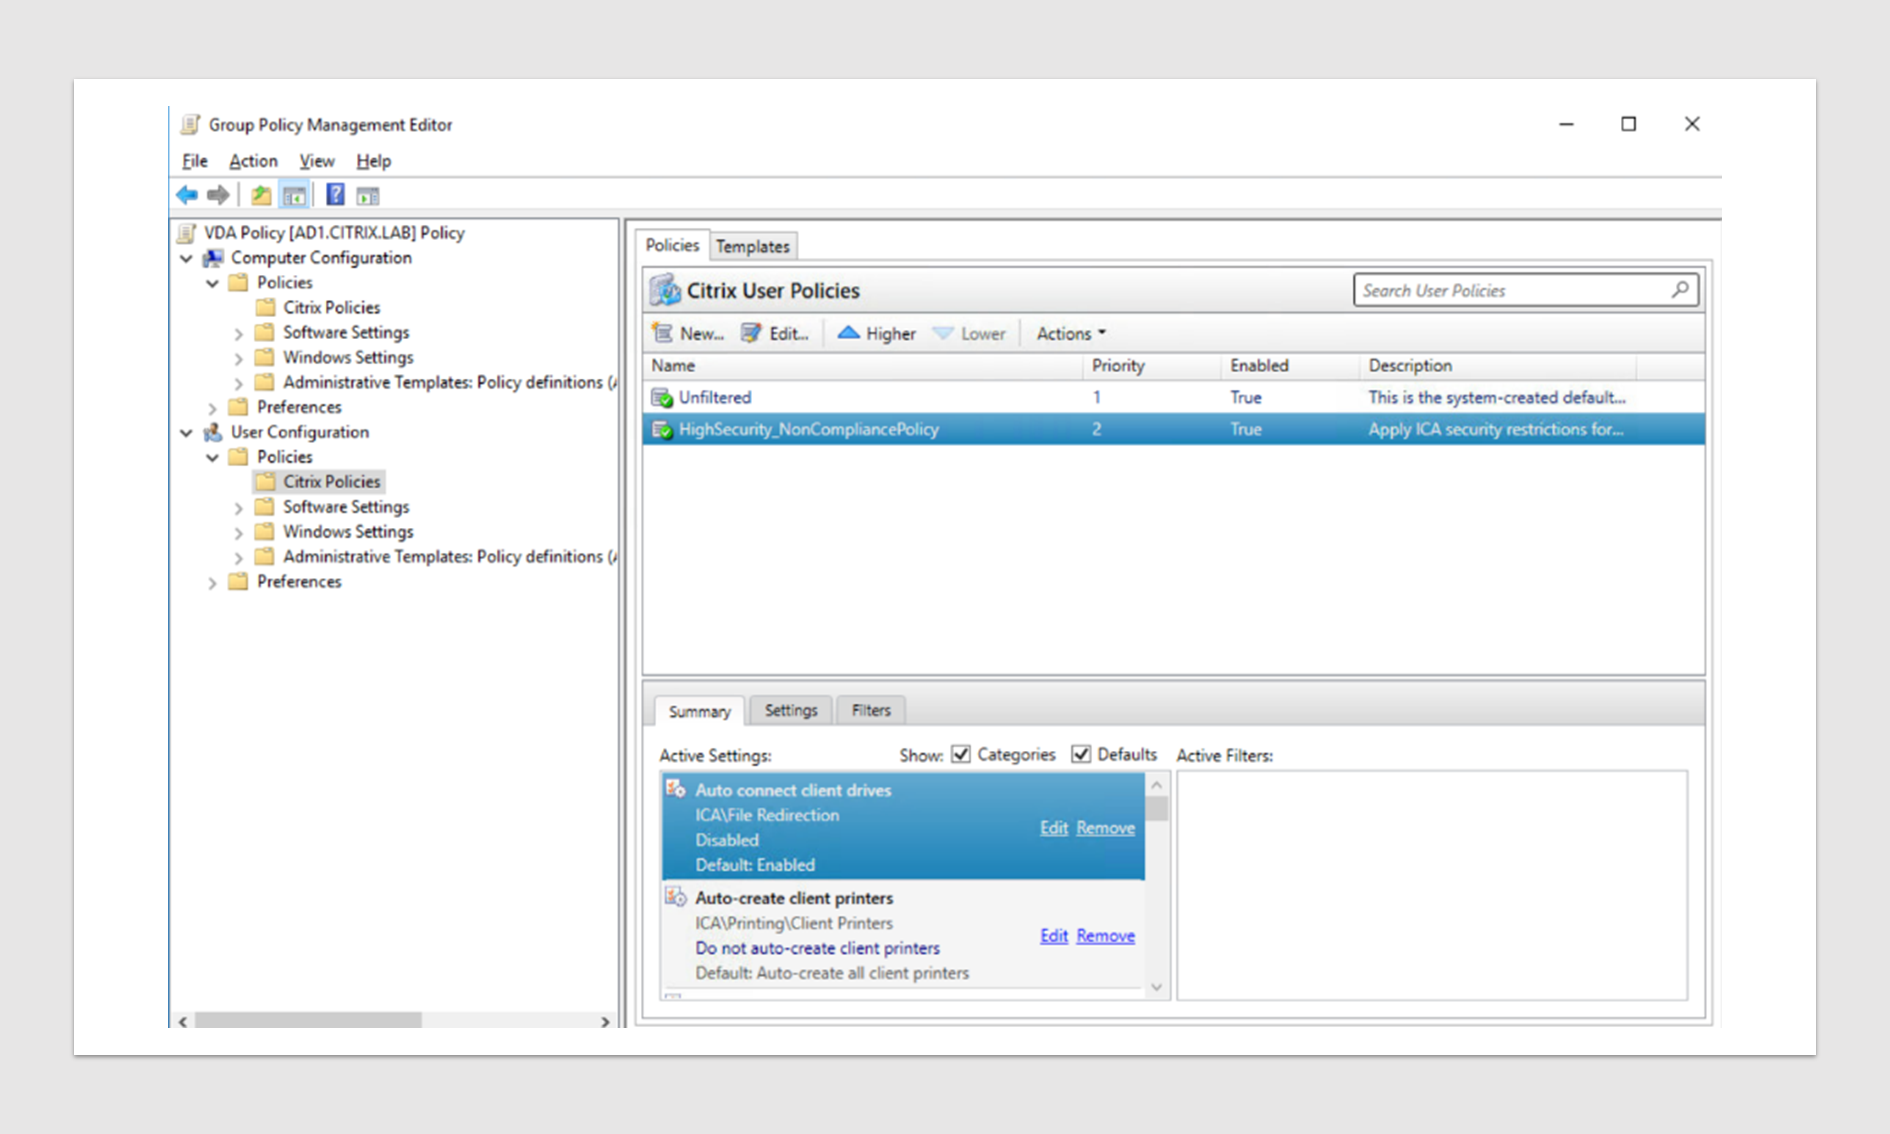 Group Policy Management Editor
File Action View Help
VDA Policy [AD1.CITRIX.LAB] Policy
Computer Configuration
Policies
Citrix Policies
Software Settings
Windows Settings
Administrative Templates: Policy definitions (
Preferences
User Configuration
Policies
Citrix Policies
Software Settings
Windows Settings
Administrative Templates: Policy definitions (
Preferences
Policies Templates
Citrix User Policies
Search User Policies
New... Edit... Higher Lower Actions
Name Priority Enabled Description
Unfiltered 1 True This is the system-created default...
HighSecurity_NonCompliancePolicy 2 True Apply ICA security restrictions for...
Summary Settings Filters
Active Settings: Show: Categories Defaults Active Filters:
Auto connect client drives
ICA\File Redirection
Edit Remove
Disabled
Default: Enabled
Auto-create client printers
ICA\Printing\Client Printers
Edit Remove
Do not auto-create client printers
Default: Auto-create all client printers